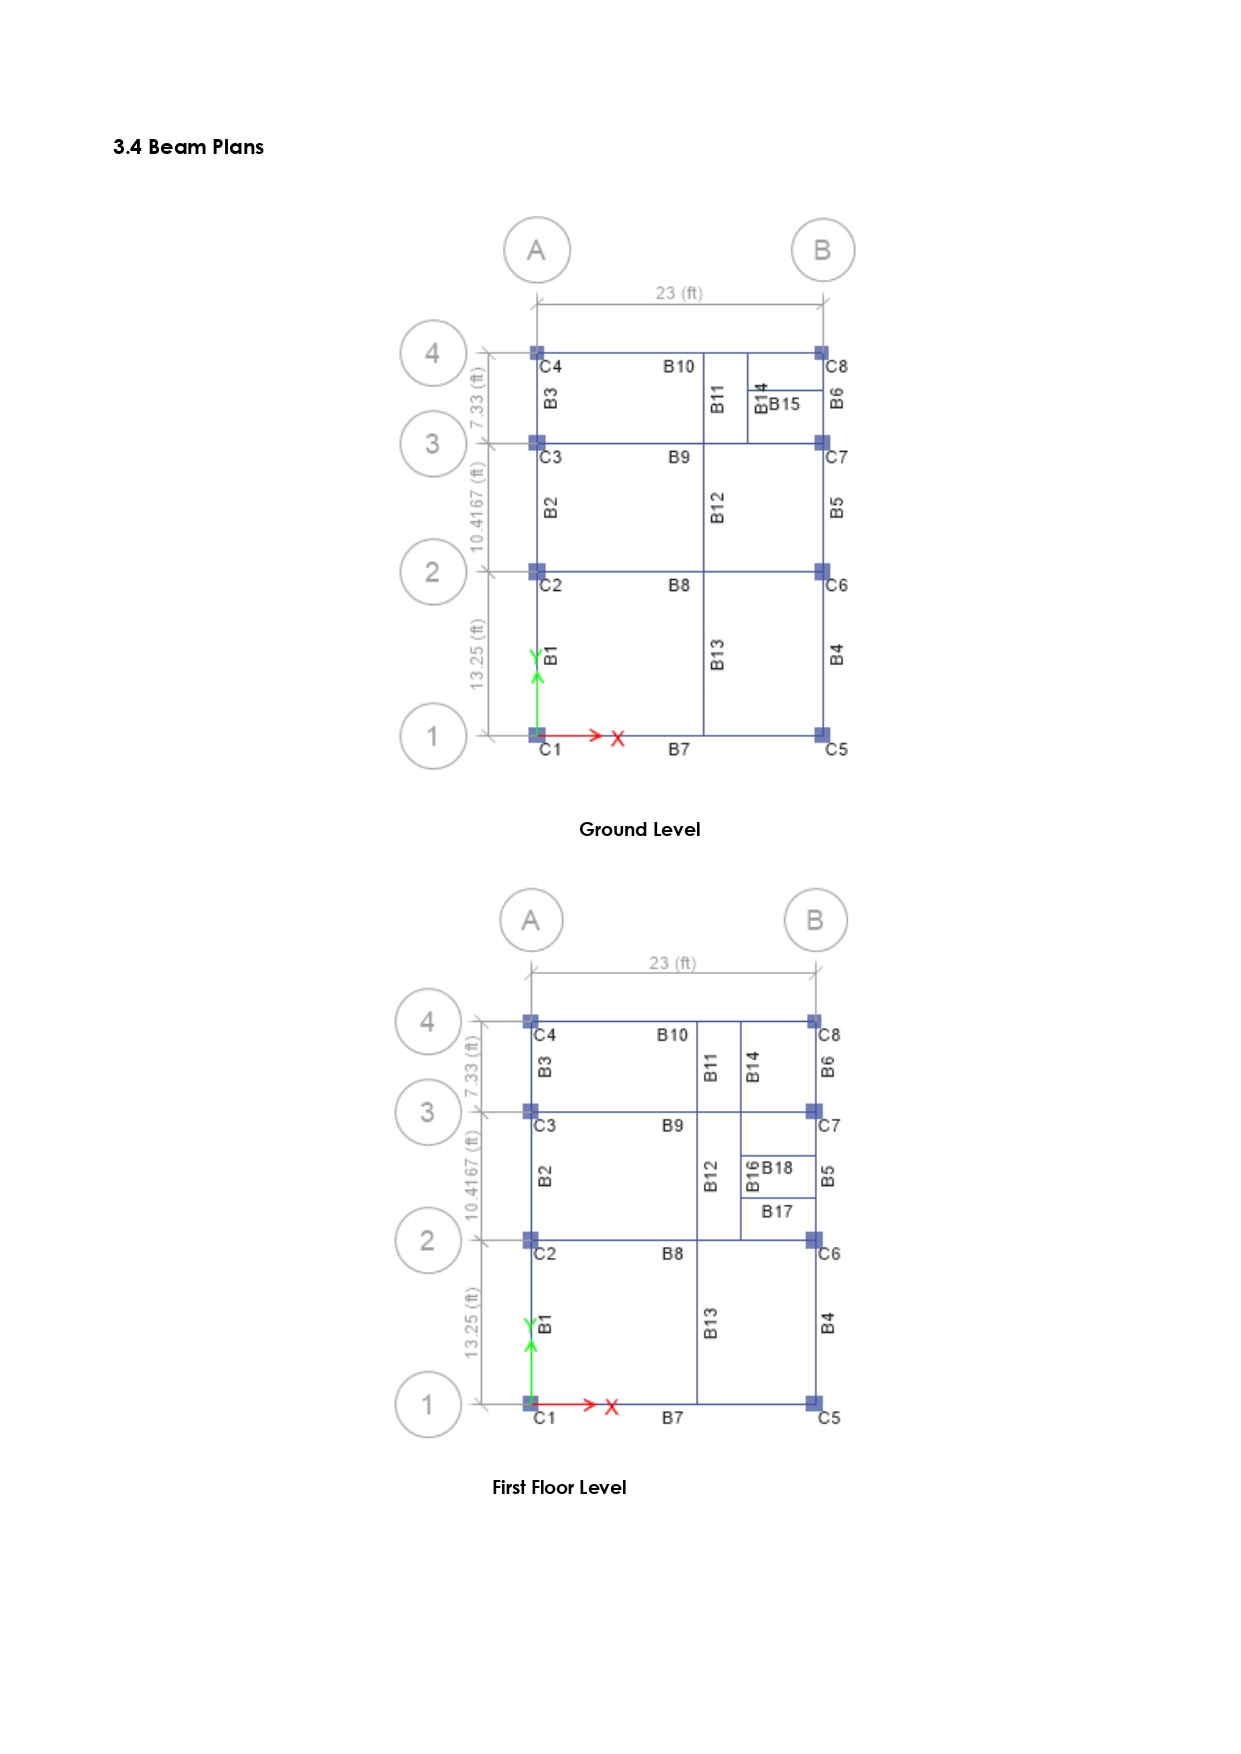 3.4 Beam Plans
A B
23 (ft)
4 C4 B10 C8
7.33 (ft) B3 B11 B14 B15 B6
3 C3 B9 C7
10.4167 (ft) B2 B12 B5
2 C2 B8 C6
13.25 (ft) Y B1 B13 B4
1 X
C1 B7 C5
Ground Level
A B
23 (ft)
4 C4 B10 C8
7.33 (ft) B3 B11 B14 B6
3 C3 B9 C7
10.4167 (ft) B2 B12 B16 B18 B5
B17
2 C2 B8 C6
13.25 (ft) Y B1 B13 B4
1 X
C1 B7 C5
First Floor Level